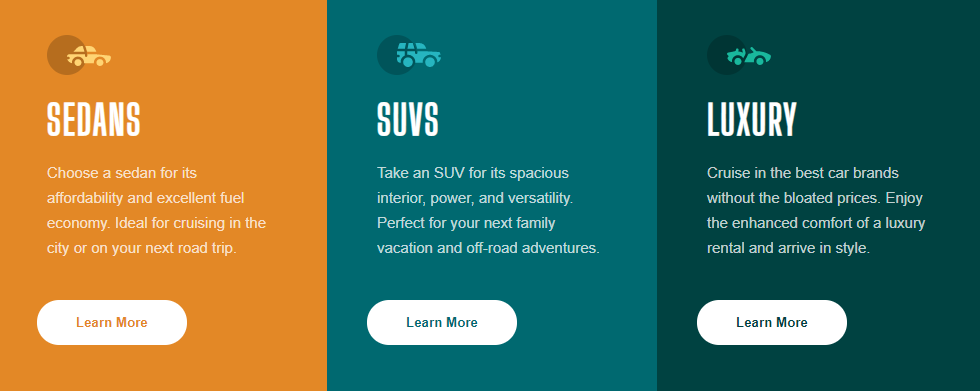 SEDANS
Choose a sedan for its
affordability and excellent fuel
economy. Ideal for cruising in the
city or on your next road trip.
Learn More
SUVS
Take an SUV for its spacious
interior, power, and versatility.
Perfect for your next family
vacation and off-road adventures.
Learn More
LUXURY
Cruise in the best car brands
without the bloated prices. Enjoy
the enhanced comfort of a luxury
rental and arrive in style.
Learn More